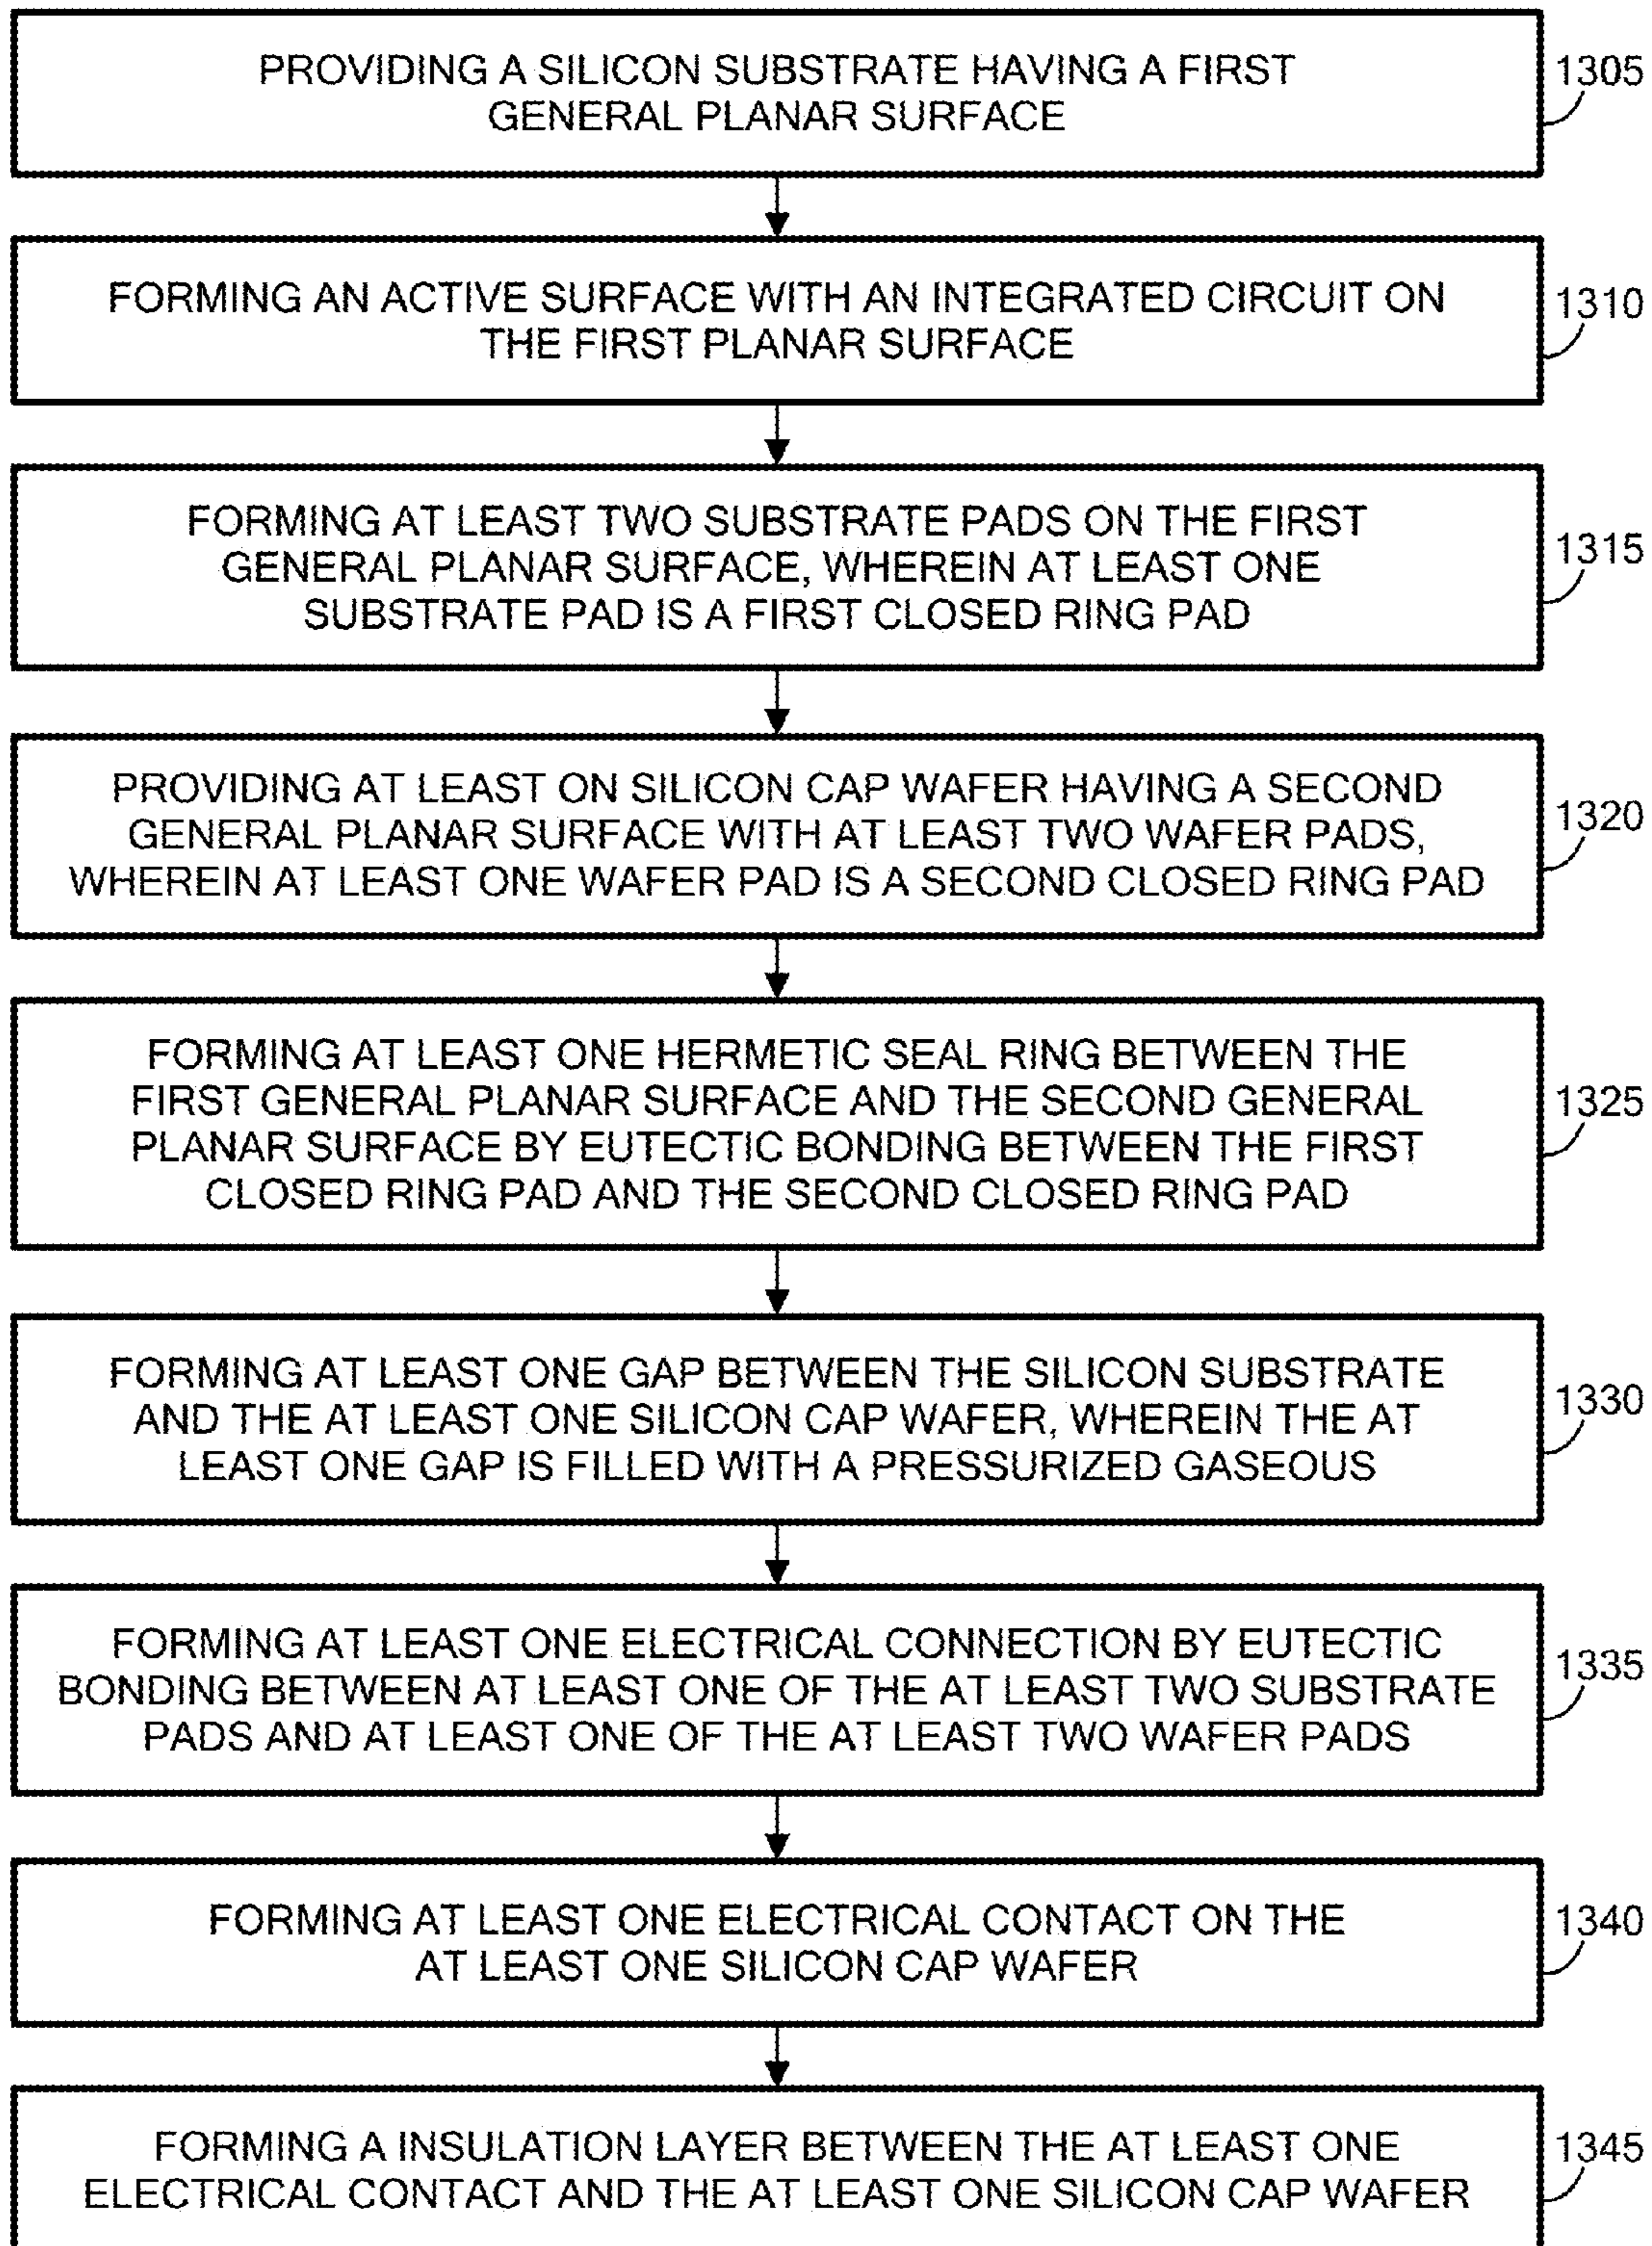 PROVIDING A SILICON SUBSTRATE HAVING A FIRST
GENERAL PLANAR SURFACE
1305
FORMING AN ACTIVE SURFACE WITH AN INTEGRATED CIRCUIT ON
THE FIRST PLANAR SURFACE
1310
FORMING AT LEAST TWO SUBSTRATE PADS ON THE FIRST
GENERAL PLANAR SURFACE, WHEREIN AT LEAST ONE
SUBSTRATE PAD IS A FIRST CLOSED RING PAD
1315
PROVIDING AT LEAST ON SILICON CAP WAFER HAVING A SECOND
GENERAL PLANAR SURFACE WITH AT LEAST TWO WAFER PADS,
WHEREIN AT LEAST ONE WAFER PAD IS A SECOND CLOSED RING PAD
1320
FORMING AT LEAST ONE HERMETIC SEAL RING BETWEEN THE
FIRST GENERAL PLANAR SURFACE AND THE SECOND GENERAL
PLANAR SURFACE BY EUTECTIC BONDING BETWEEN THE FIRST
CLOSED RING PAD AND THE SECOND CLOSED RING PAD
1325
FORMING AT LEAST ONE GAP BETWEEN THE SILICON SUBSTRATE
AND THE AT LEAST ONE SILICON CAP WAFER, WHEREIN THE AT
LEAST ONE GAP IS FILLED WITH A PRESSURIZED GASEOUS
1330
FORMING AT LEAST ONE ELECTRICAL CONNECTION BY EUTECTIC
BONDING BETWEEN AT LEAST ONE OF THE AT LEAST TWO SUBSTRATE
PADS AND AT LEAST ONE OF THE AT LEAST TWO WAFER PADS
1335
FORMING AT LEAST ONE ELECTRICAL CONTACT ON THE
AT LEAST ONE SILICON CAP WAFER
1340
FORMING A INSULATION LAYER BETWEEN THE AT LEAST ONE
ELECTRICAL CONTACT AND THE AT LEAST ONE SILICON CAP WAFER
1345